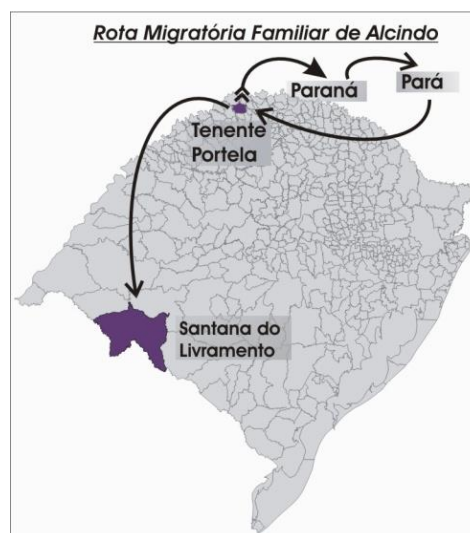 Rota Migratória Familiar de Alcindo
Paraná
Pará
Tenente
Portela
Santana do
Livramento